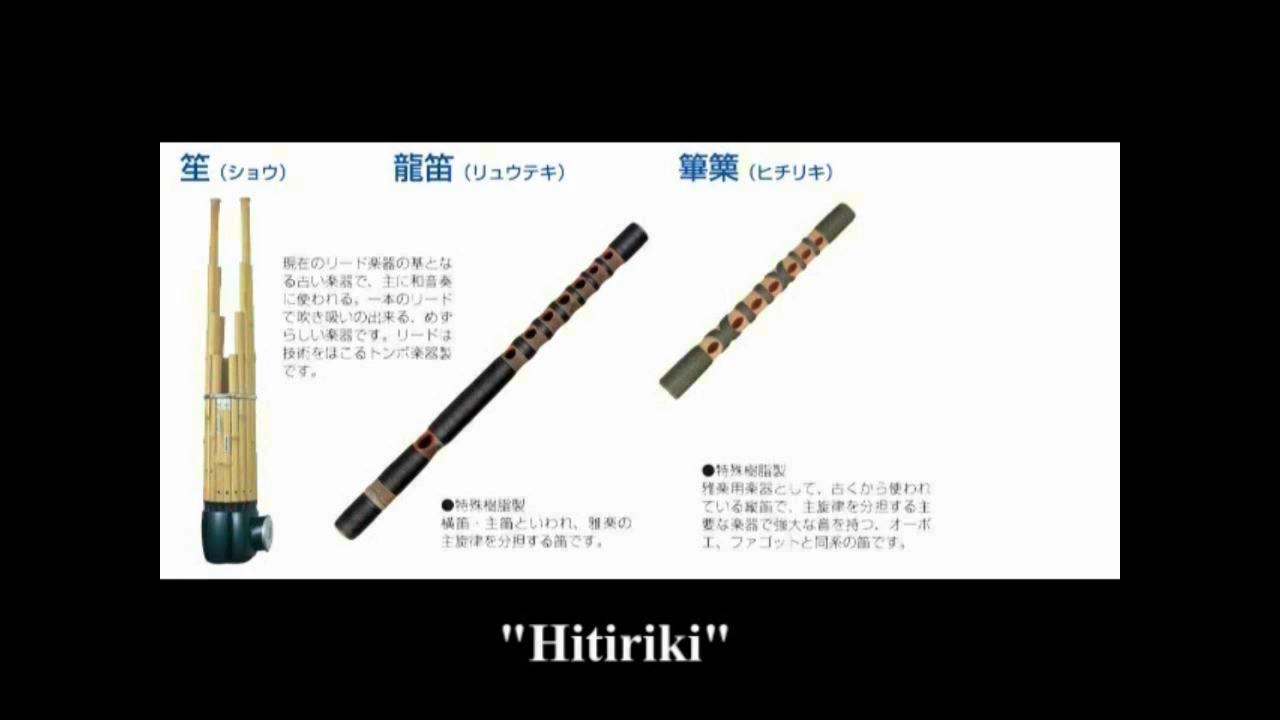 笙（ショウ）
龍笛（リュウテキ）
篳篥（ヒチリキ）
現在のリード楽器の基とな
る古い楽器で、主に和音奏
に使われる。一本のリード
で吹き吸いの出来る、めず
らしい楽器です。リードは
技術をほこるトンボ楽器製
です。
●特殊樹脂製
横笛・主笛といわれ、雅楽の
主旋律を分担する笛です。
●特殊樹脂製
雅楽用楽器として、古くから使われ
ている縦笛で、主旋律を分担する主
要な楽器で強大な音を持つ、オーボ
エ、ファゴットと同系の笛です。
"Hitiriki"